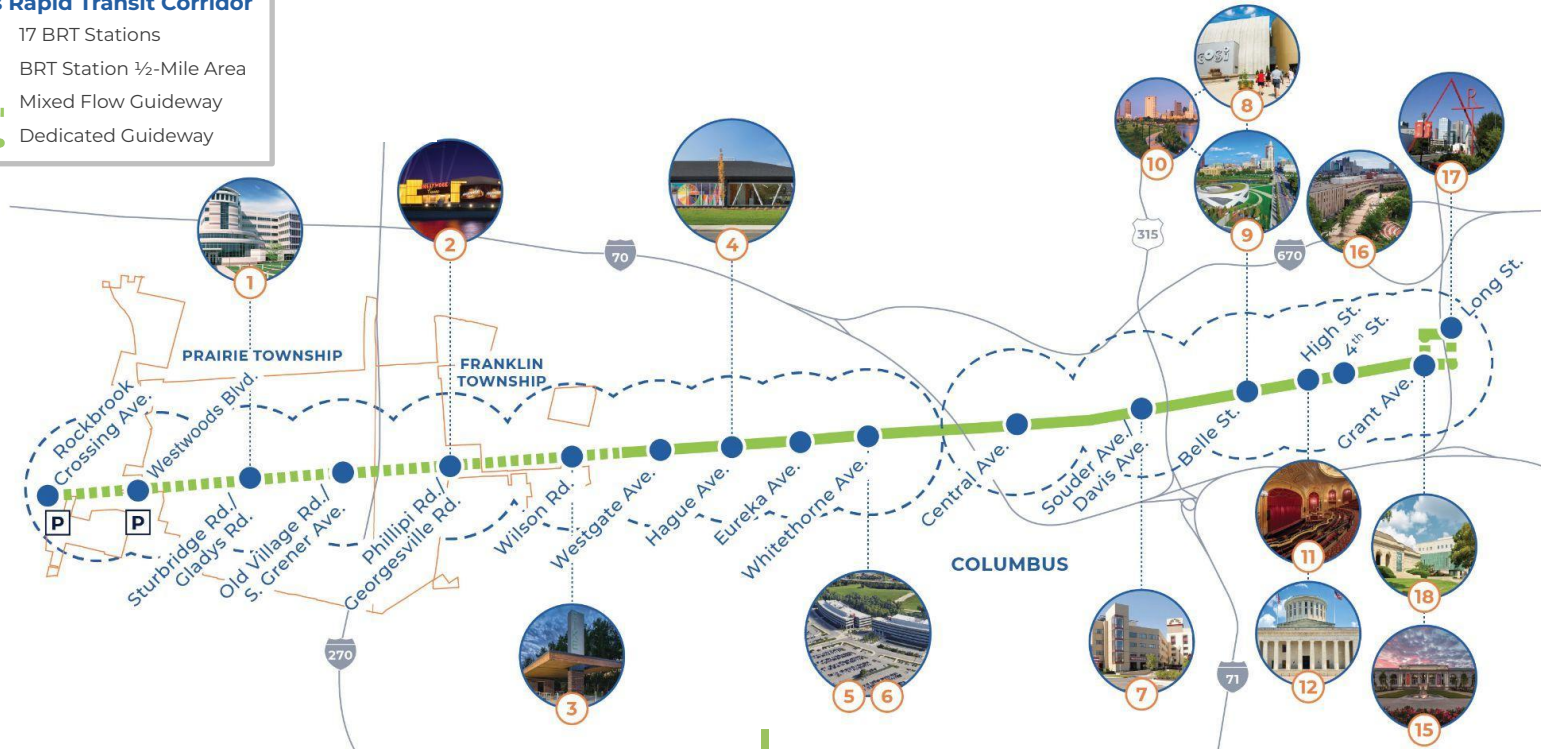 Rapid Transit Corridor
17 BRT Stations
BRT Station ½-Mile Area
Mixed Flow Guideway
Dedicated Guideway
COSI
8
10
17
HOLLYWOOD
1
2
4
9
16
70
315
670
PRAIRIE TOWNSHIP
FRANKLIN
TOWNSHIP
Rockbrook
Crossing Ave.
Westwoods Blvd.
Sturbridge Rd./
Gladys Rd.
Old Village Rd./
S. Grener Ave.
Phillipi Rd./
Georgesville Rd.
Wilson Rd.
Westgate Ave.
Hague Ave.
Eureka Ave.
Whitethorne Ave.
Central Ave.
Souder Ave./
Davis Ave.
Belle St.
High St.
4th St.
Grant Ave.
Long St.
P
P
COLUMBUS
270
71
3
5
6
7
11
12
18
15